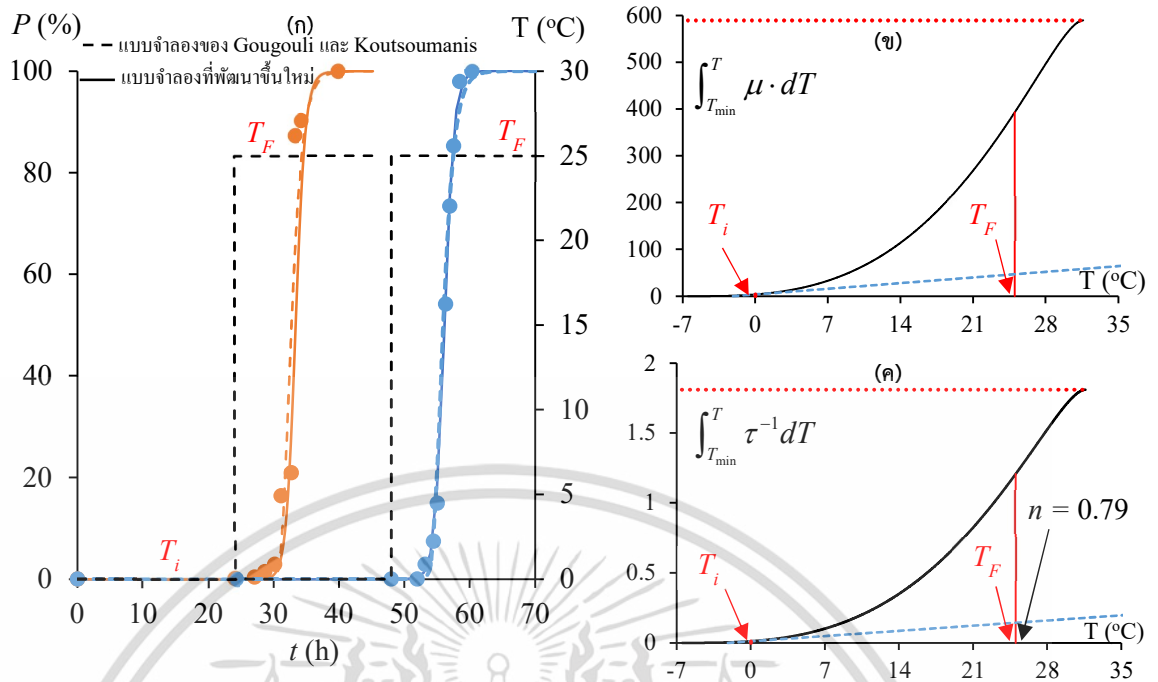 P (%)
(ก)
T (ºC)
แบบจำลองของ Gougouli และ Koutsoumanis
แบบจำลองที่พัฒนาขึ้นใหม่
100
80
60
40
20
0
30
25
20
15
10
5
0
T_F
T_F
T_i
0 10 20 30 40 50 60 70
t (h)
(ข)
600
500
400
300
200
100
0
∫_{T_min}^{T} μ · dT
T_i
T_F
T (ºC)
-7 0 7 14 21 28 35
(ค)
2
1.5
1
0.5
0
∫_{T_min}^{T} τ^{-1} dT
n = 0.79
T_i
T_F
T (ºC)
-7 0 7 14 21 28 35